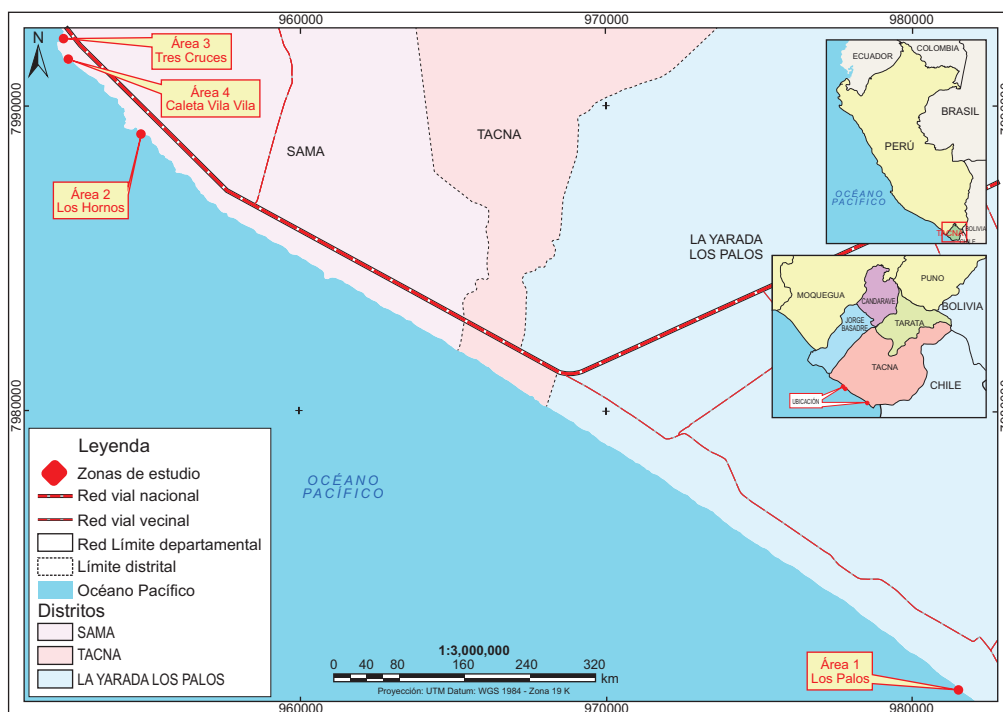 960000
970000
980000
N
Área 3
Tres Cruces
Área 4
Caleta Vila Vila
7990000
SAMA
TACNA
Área 2
Los Hornos
LA YARADA
LOS PALOS
ECUADOR
COLOMBIA
BRASIL
PERÚ
OCÉANO
PACÍFICO
BOLIVIA
TACNA
MOQUEGUA
PUNO
CANDARAVE
JORGE
BASADRE
TARATA
BOLIVIA
TACNA
CHILE
UBICACIÓN
7980000
Leyenda
Zonas de estudio
Red vial nacional
Red vial vecinal
Red Límite departamental
Límite distrital
Océano Pacífico
Distritos
SAMA
TACNA
LA YARADA LOS PALOS
OCÉANO
PACÍFICO
1:3,000,000
0 40 80 160 240 320
km
Proyección: UTM Datum: WGS 1984 - Zona 19 K
Área 1
Los Palos
960000
970000
980000